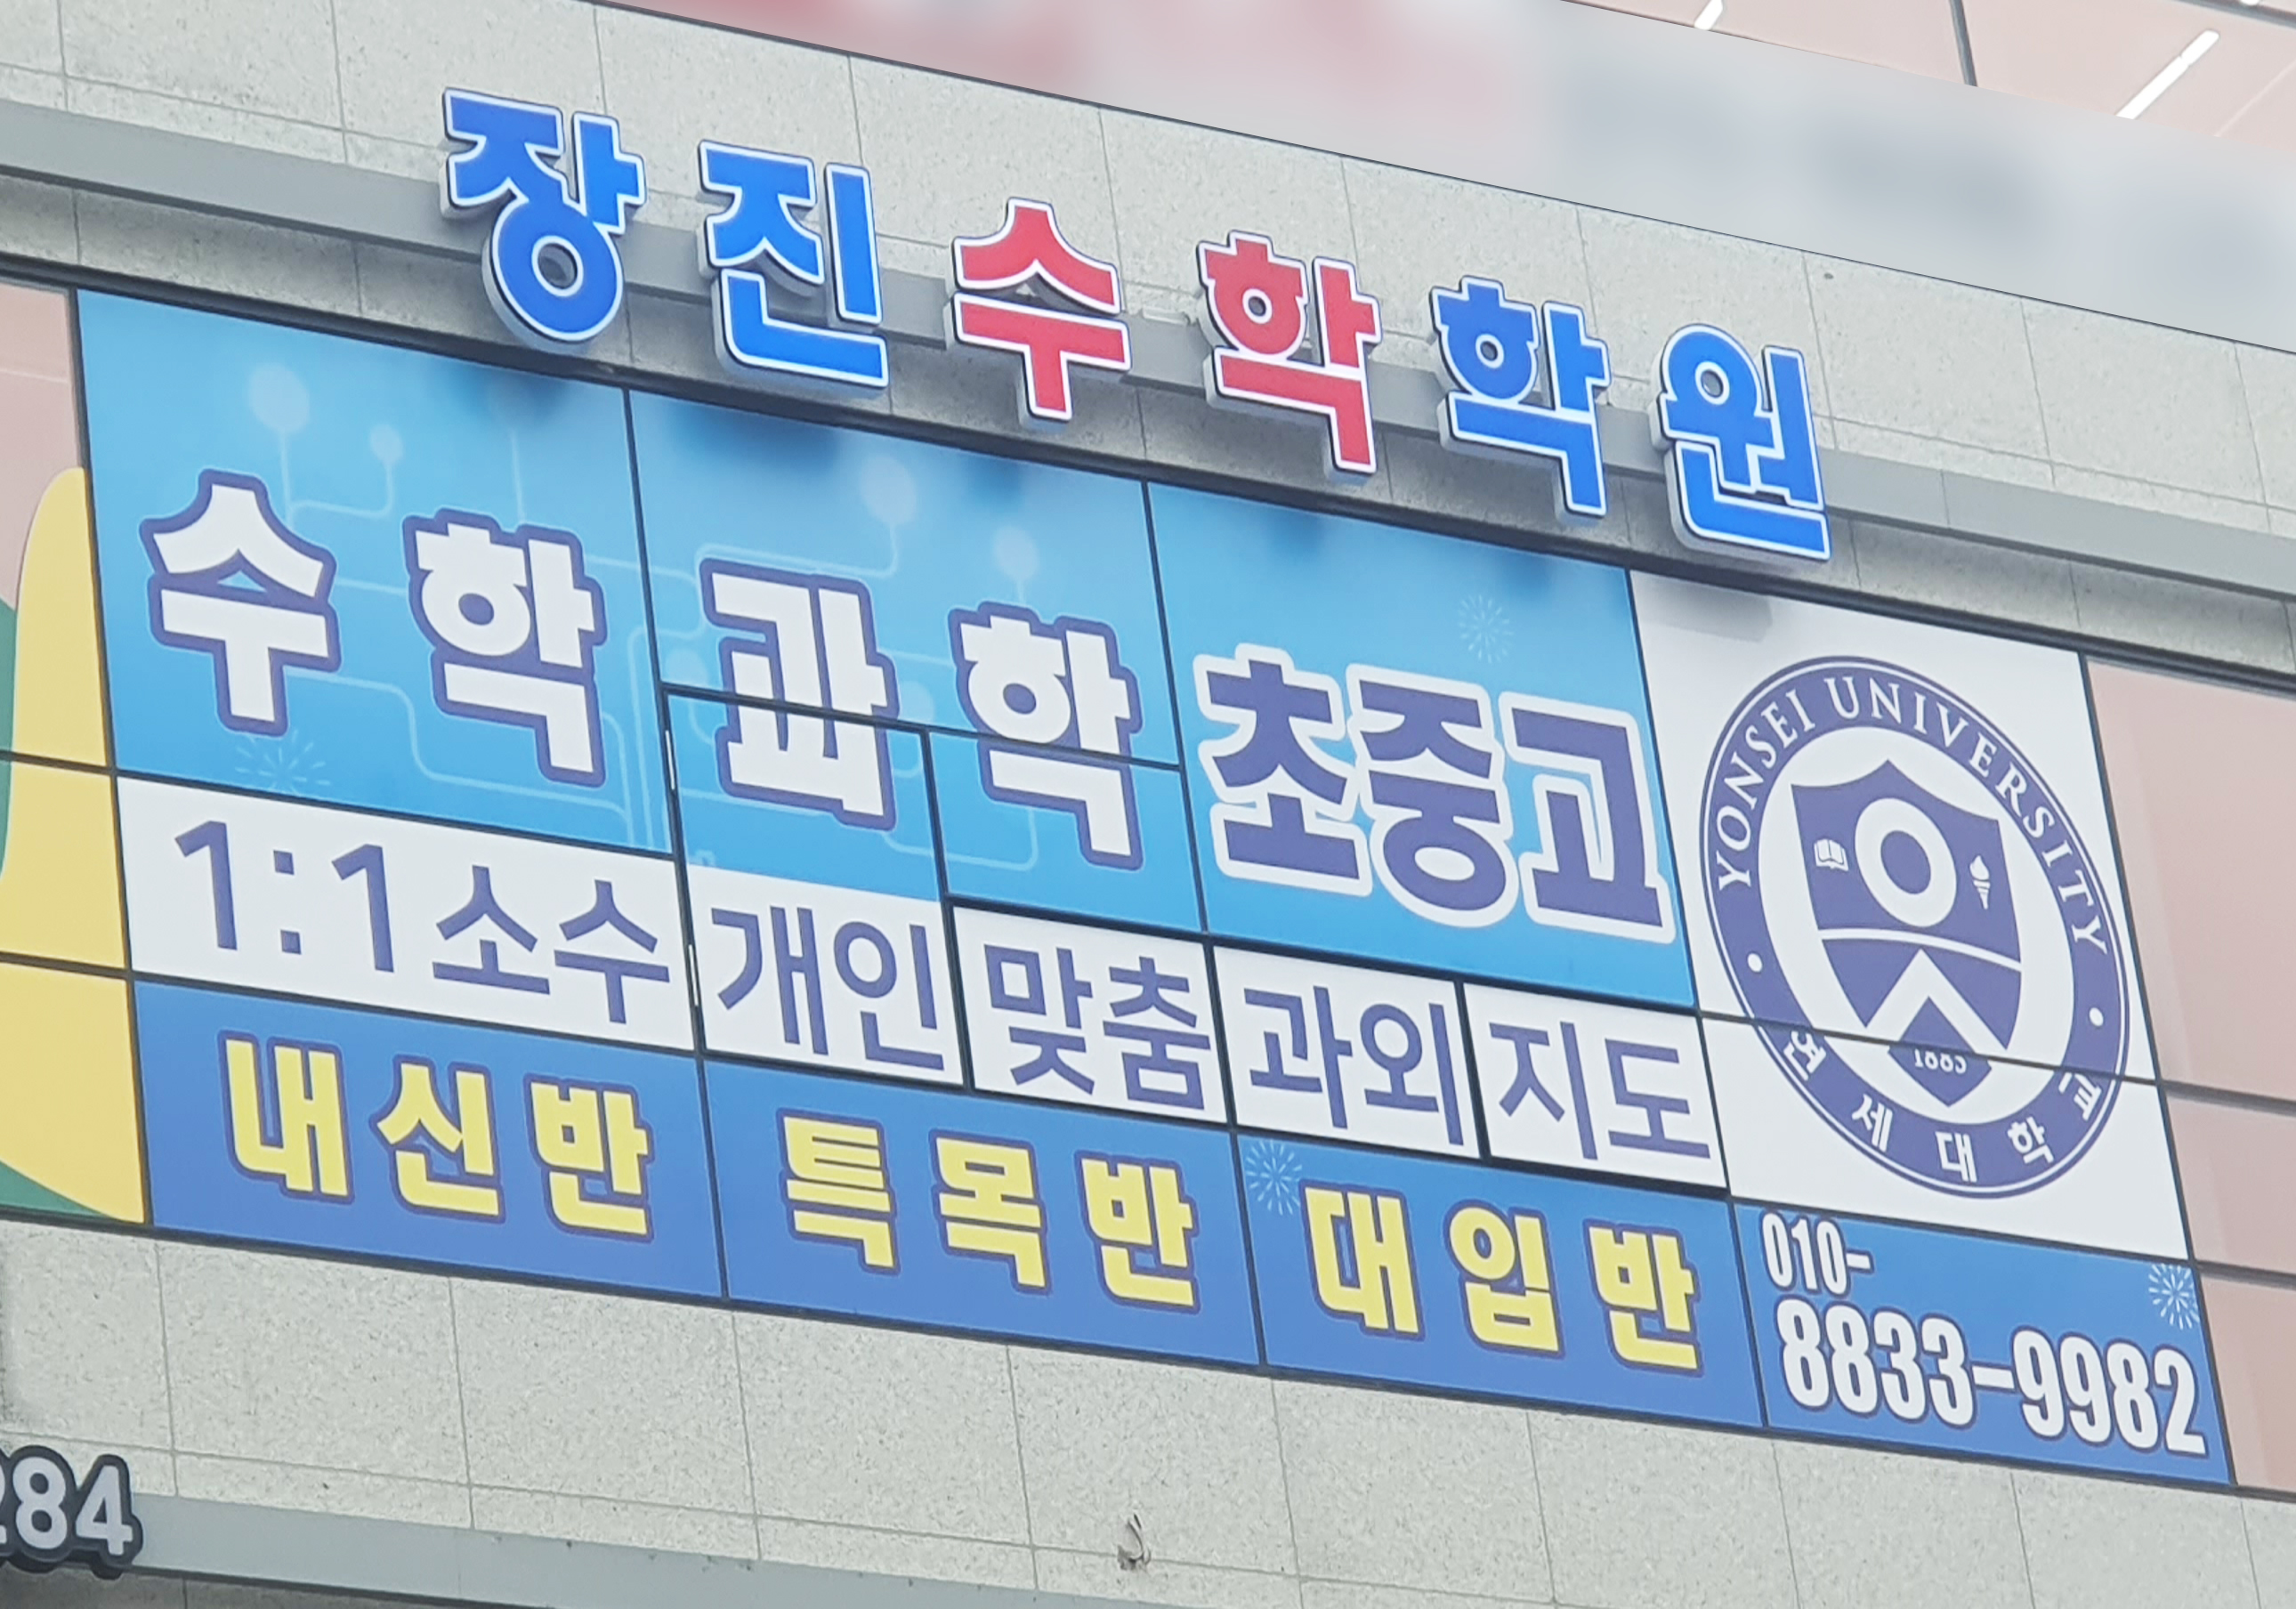 장진수학학원
수학과학 초중고
YONSEI UNIVERSITY
1885
연세대학교
1:1 소수 개인 맞춤 과외 지도
내신반 특목반 대입반
010-
8833-9982
284